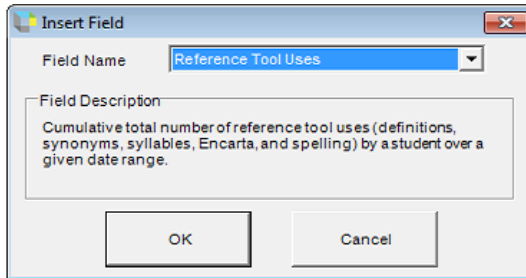 Insert Field
Field Name
Reference Tool Uses
Field Description
Cumulative total number of reference tool uses (definitions,
synonyms, syllables, Encarta, and spelling) by a student over a
given date range.
OK
Cancel